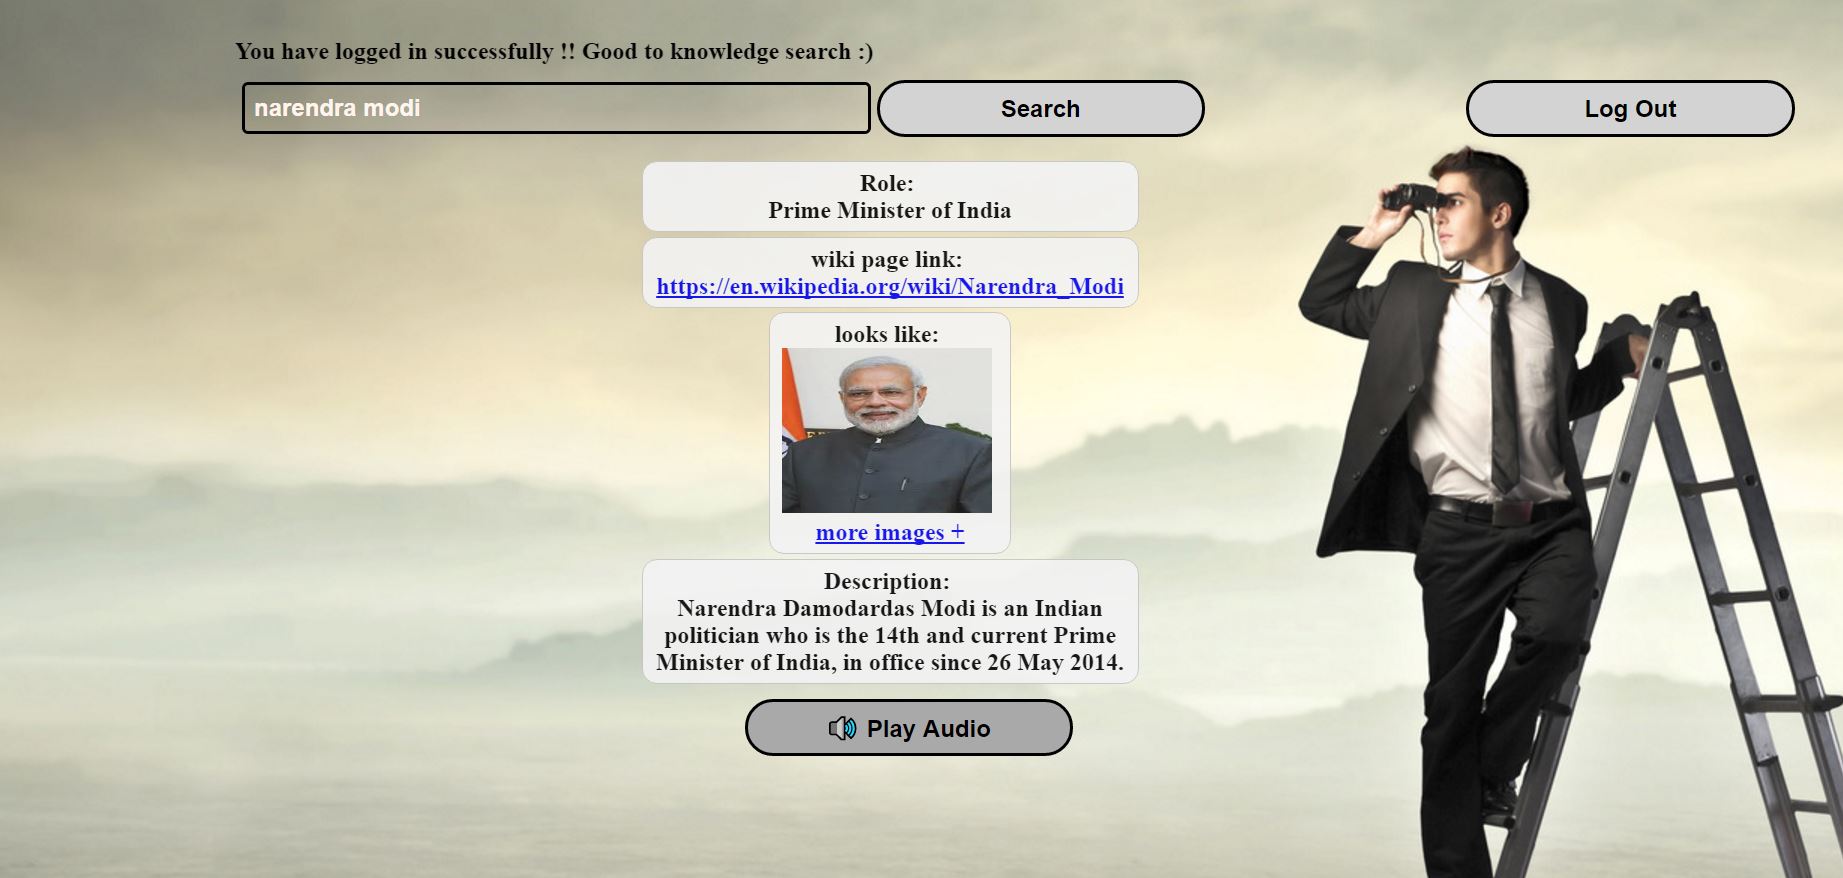 You have logged in successfully !! Good to knowledge search :)
narendra modi
Search
Log Out
Role:
Prime Minister of India
wiki page link:
https://en.wikipedia.org/wiki/Narendra_Modi
looks like:
more images +
Description:
Narendra Damodardas Modi is an Indian
politician who is the 14th and current Prime
Minister of India, in office since 26 May 2014.
Play Audio